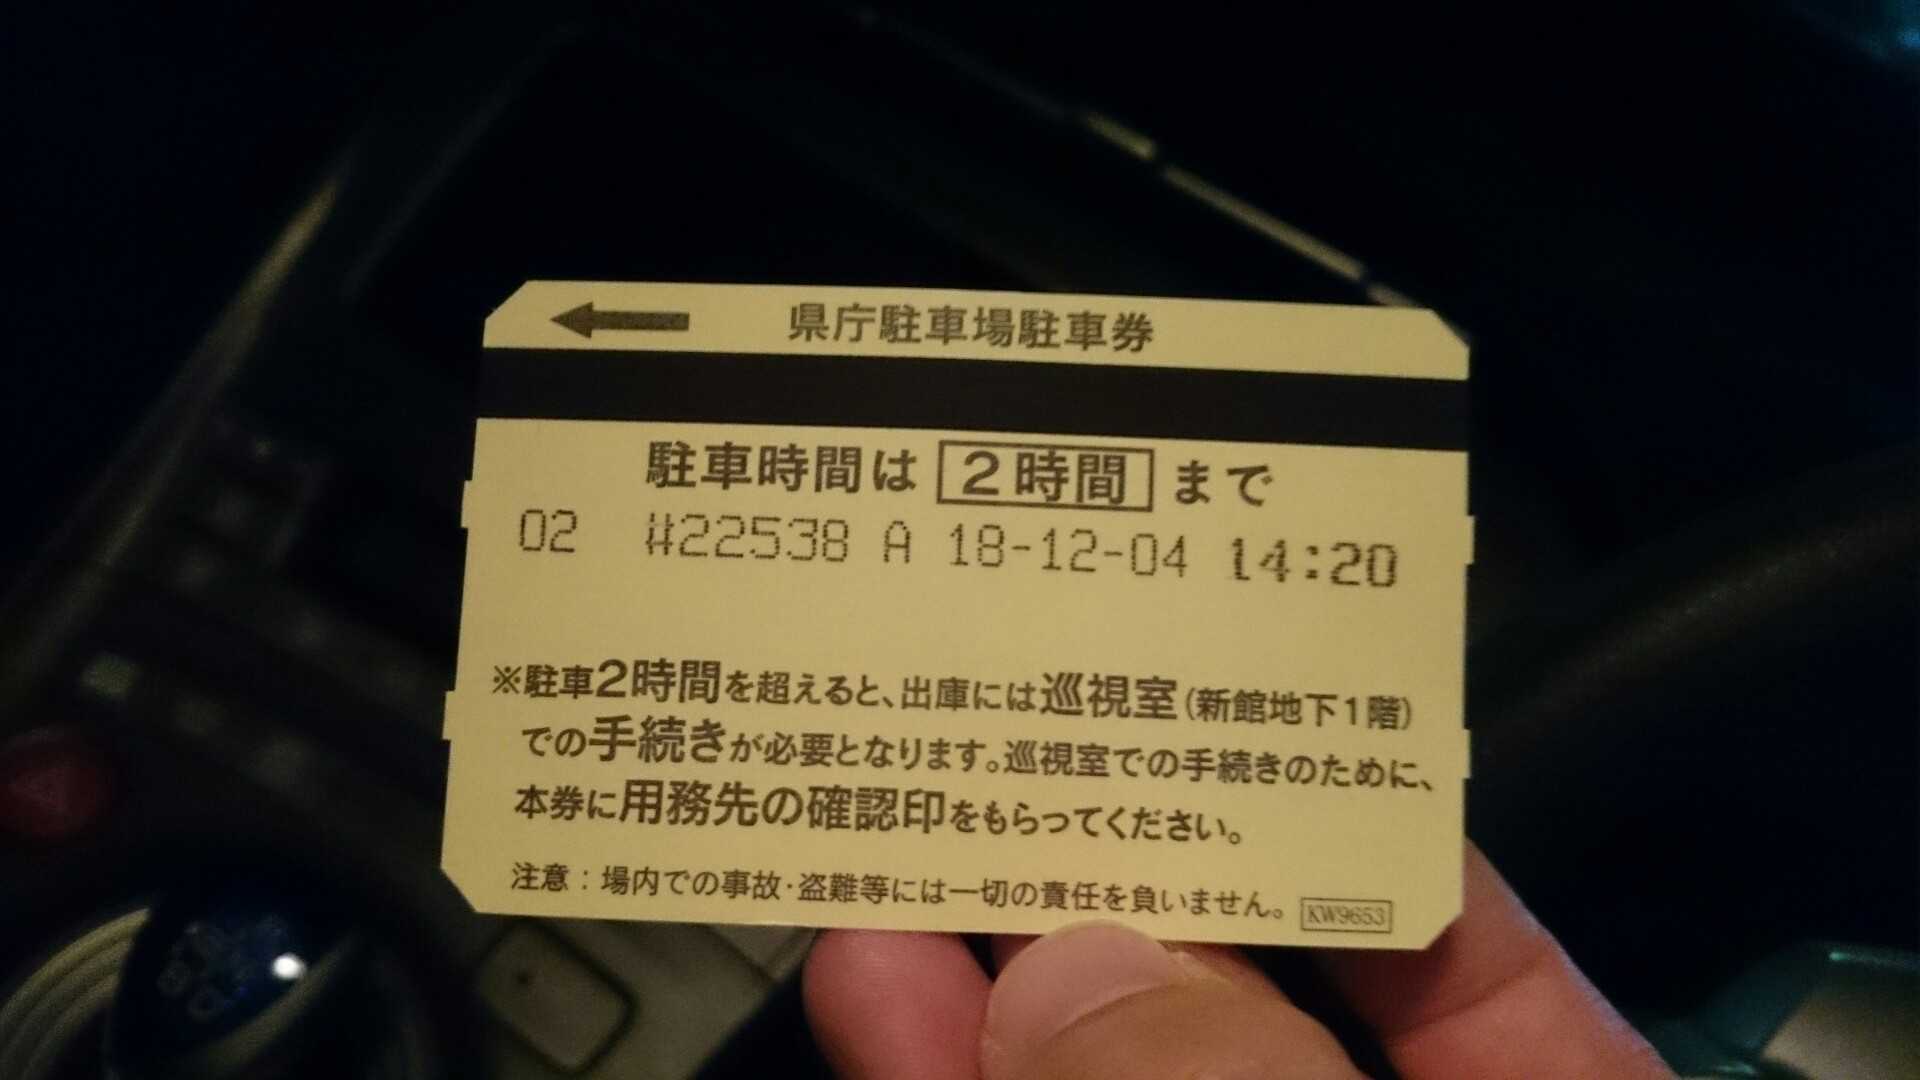 県庁駐車場駐車券
駐車時間は 2時間 まで
02 #22538 A 18-12-04 14:20
※駐車2時間を超えると、出庫には巡視室(新館地下1階)
での手続きが必要となります。巡視室での手続きのために、
本券に用務先の確認印をもらってください。
注意:場内での事故・盗難等には一切の責任を負いません。 KW9653